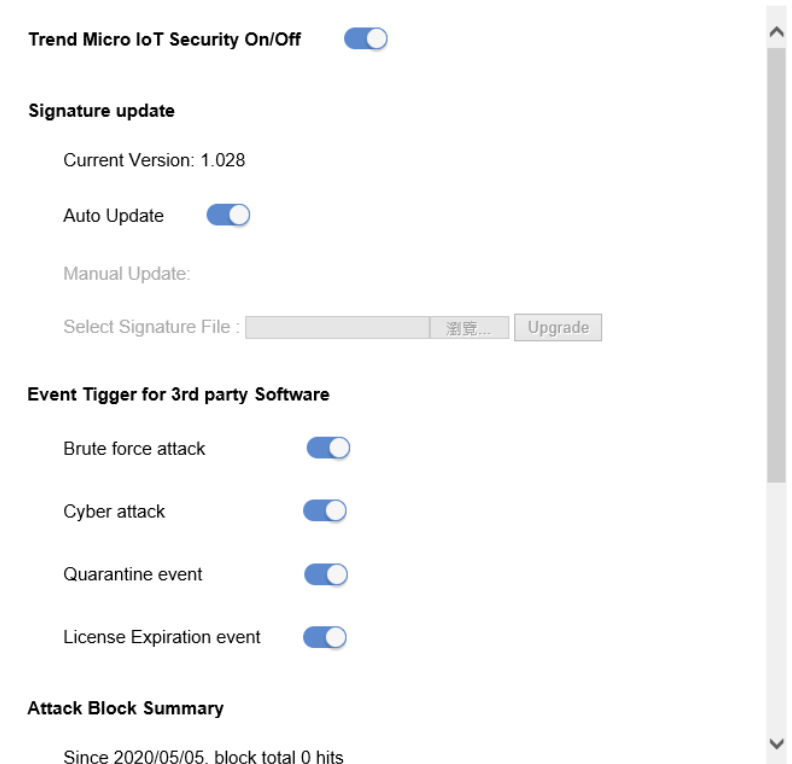 Trend Micro IoT Security On/Off
Signature update
Current Version: 1.028
Auto Update
Manual Update:
Select Signature File : 瀏覽... Upgrade
Event Tigger for 3rd party Software
Brute force attack
Cyber attack
Quarantine event
License Expiration event
Attack Block Summary
Since 2020/05/05, block total 0 hits